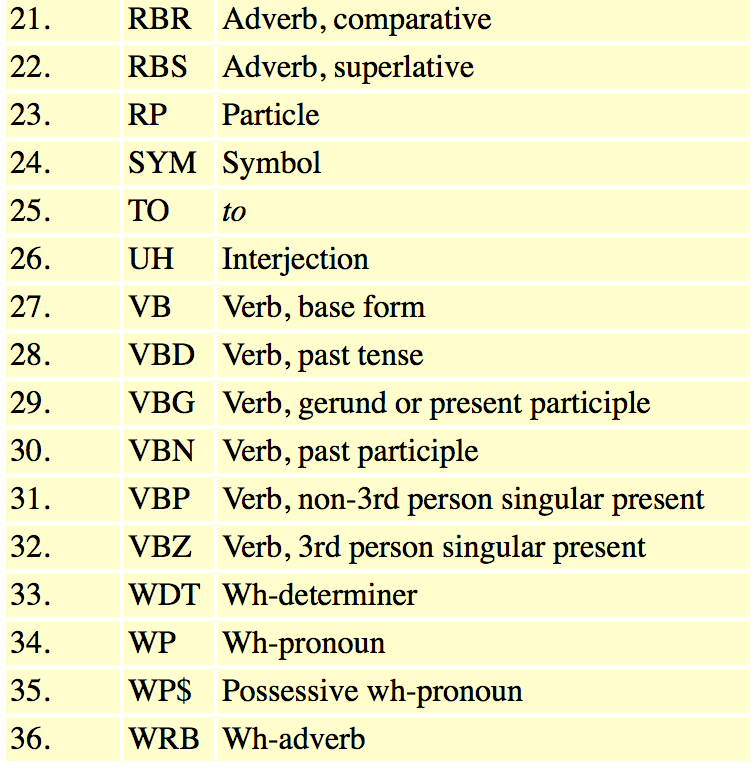 21. RBR Adverb, comparative
22. RBS Adverb, superlative
23. RP Particle
24. SYM Symbol
25. TO to
26. UH Interjection
27. VB Verb, base form
28. VBD Verb, past tense
29. VBG Verb, gerund or present participle
30. VBN Verb, past participle
31. VBP Verb, non-3rd person singular present
32. VBZ Verb, 3rd person singular present
33. WDT Wh-determiner
34. WP Wh-pronoun
35. WP$ Possessive wh-pronoun
36. WRB Wh-adverb